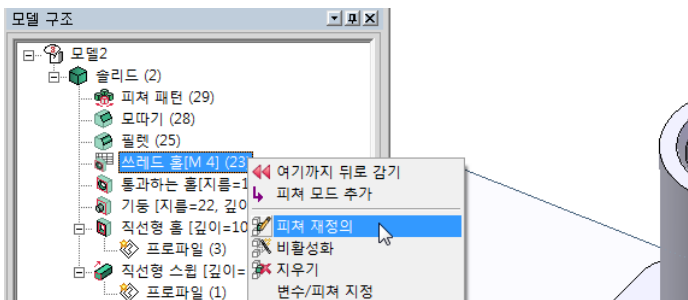 모델 구조
모델2
솔리드 (2)
피쳐 패턴 (29)
모따기 (28)
필렛 (25)
쓰레드 홀[M 4] (23
통과하는 홀[지름=1
기둥 [지름=22, 깊이
직선형 홀 [깊이=10
프로파일 (3)
직선형 스윕 [깊이=
프로파일 (1)
여기까지 뒤로 감기
피쳐 모드 추가
피쳐 재정의
비활성화
지우기
변수/피쳐 지정